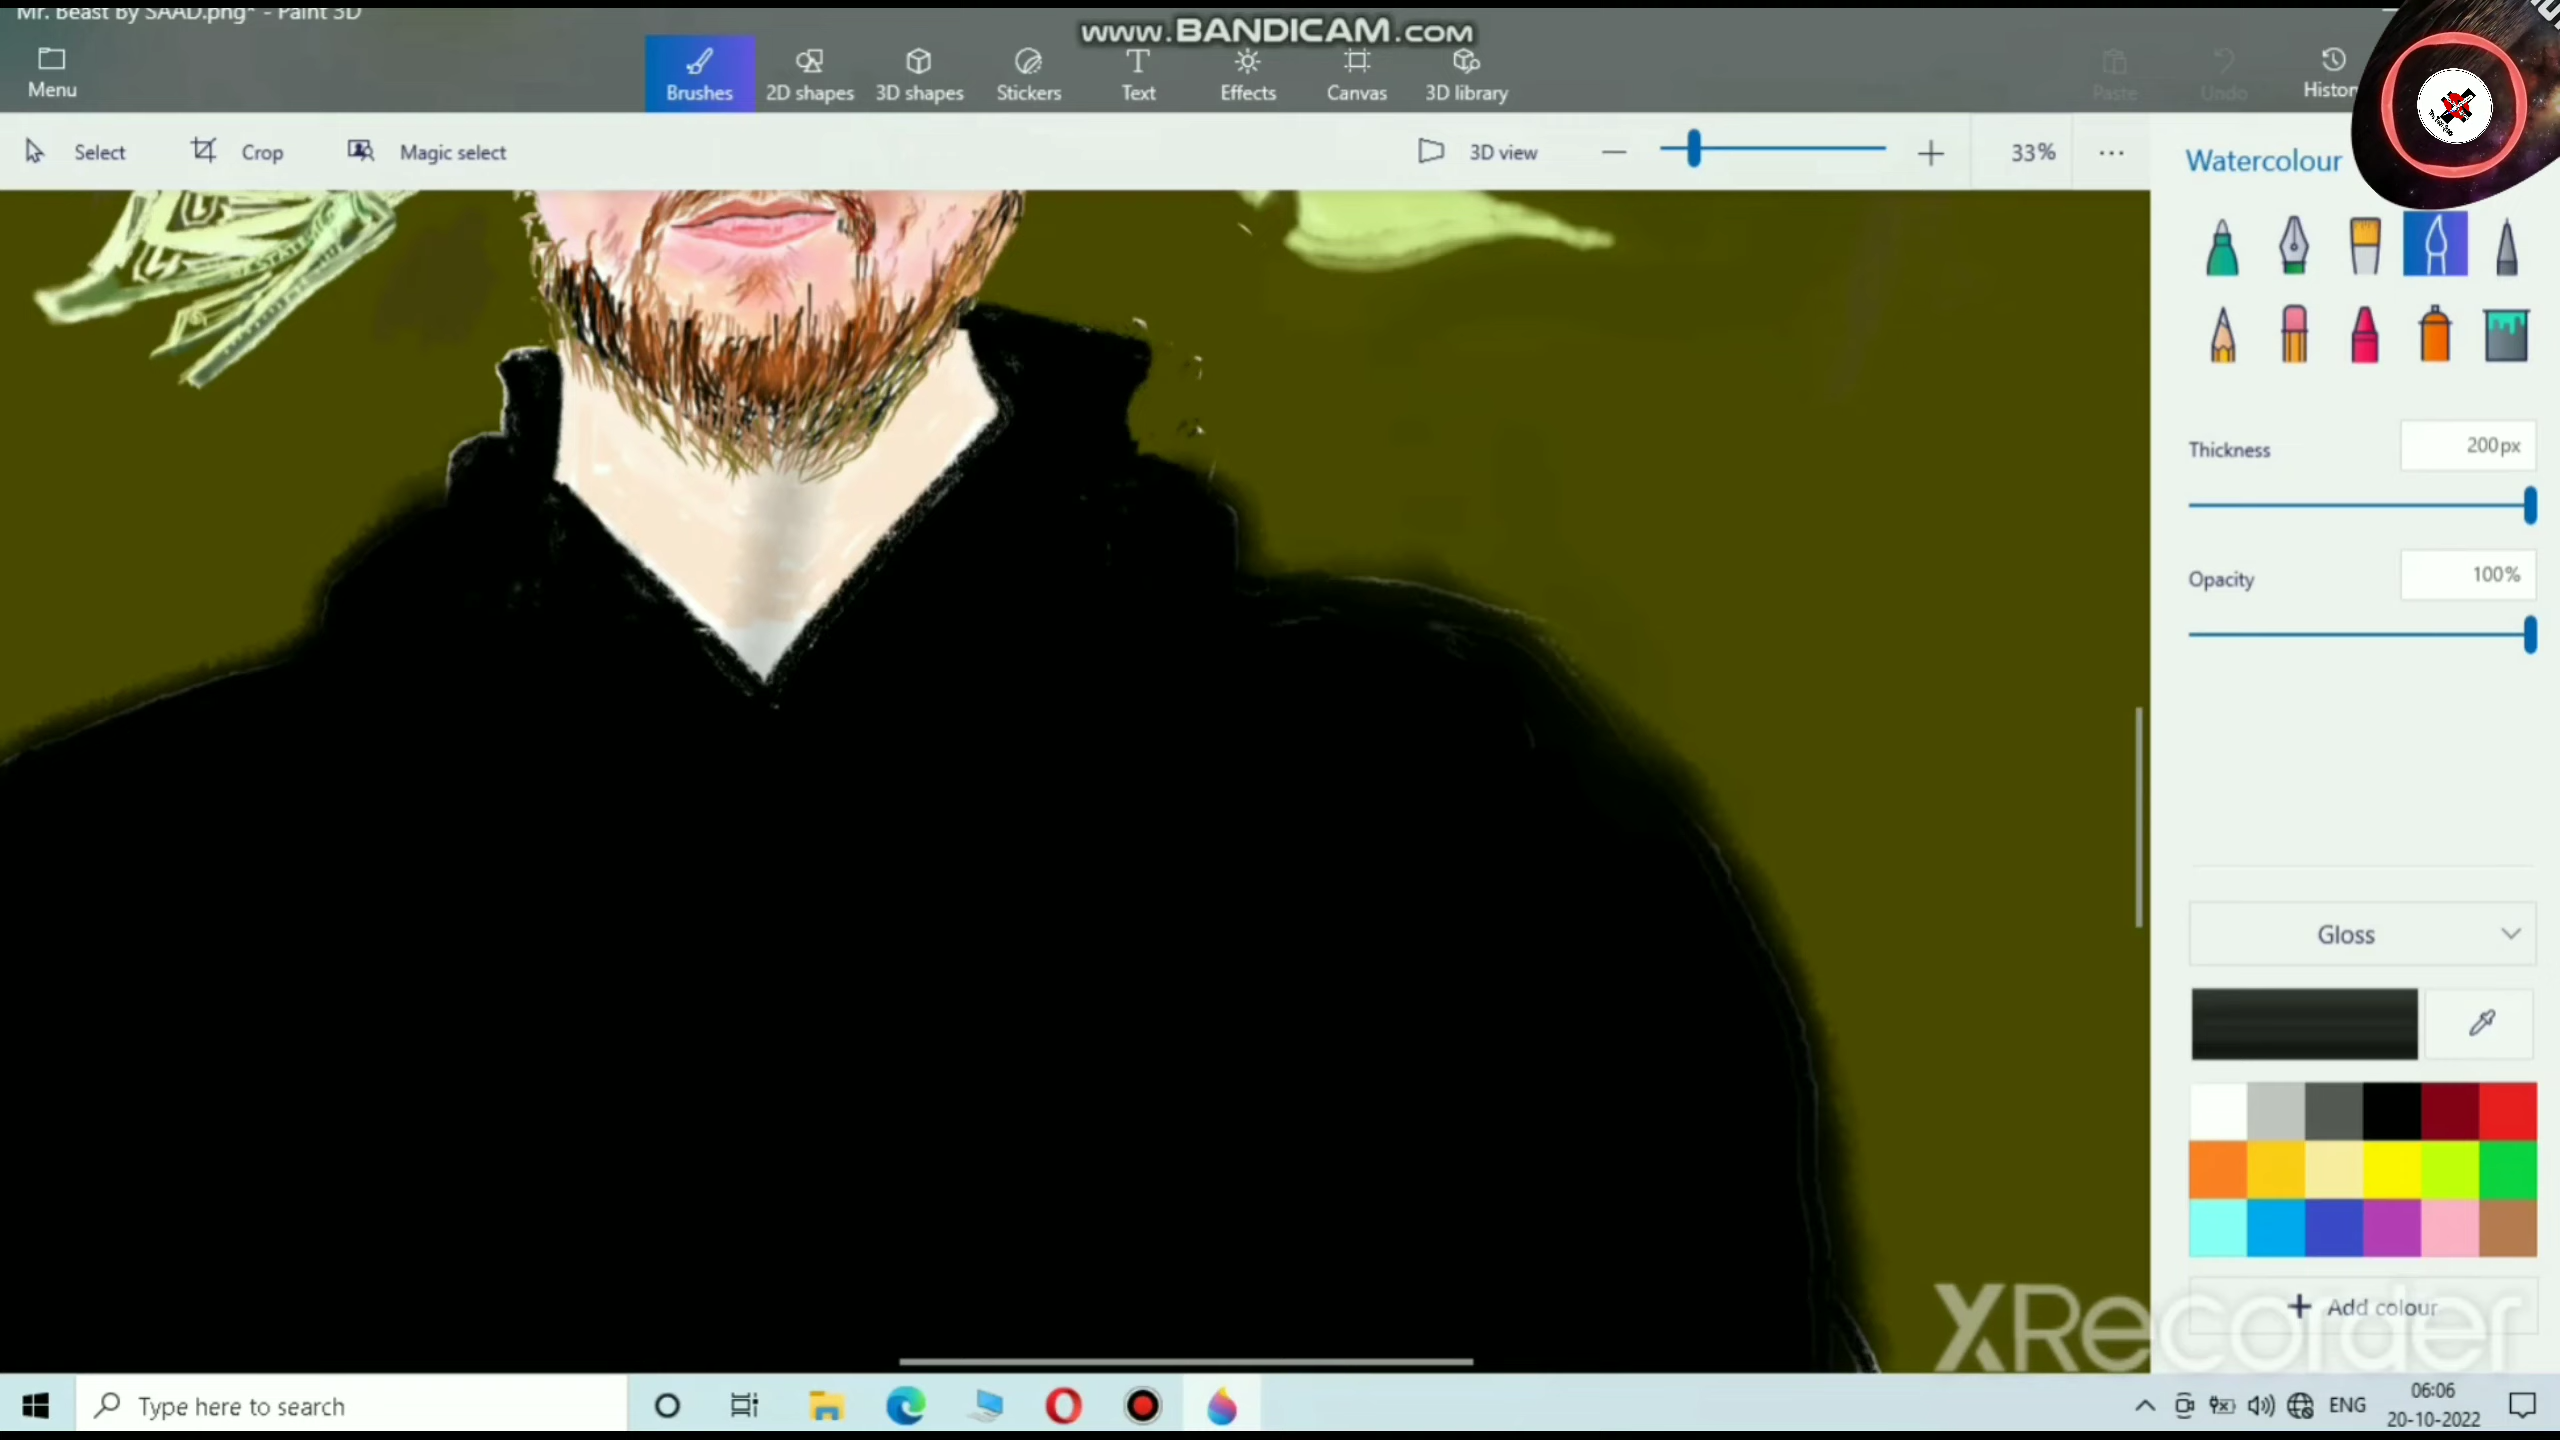 Mr. Beast By SAAD.png* - Paint 3D
www.BANDICAM.com
Menu
Brushes
2D shapes
3D shapes
Stickers
Text
Effects
Canvas
3D library
Paste
Undo
Histor
Select
Crop
Magic select
3D view
33%
Watercolour
Thickness
200px
Opacity
100%
Gloss
Add colour
XRecorder
Type here to search
ENG
06:06
20-10-2022